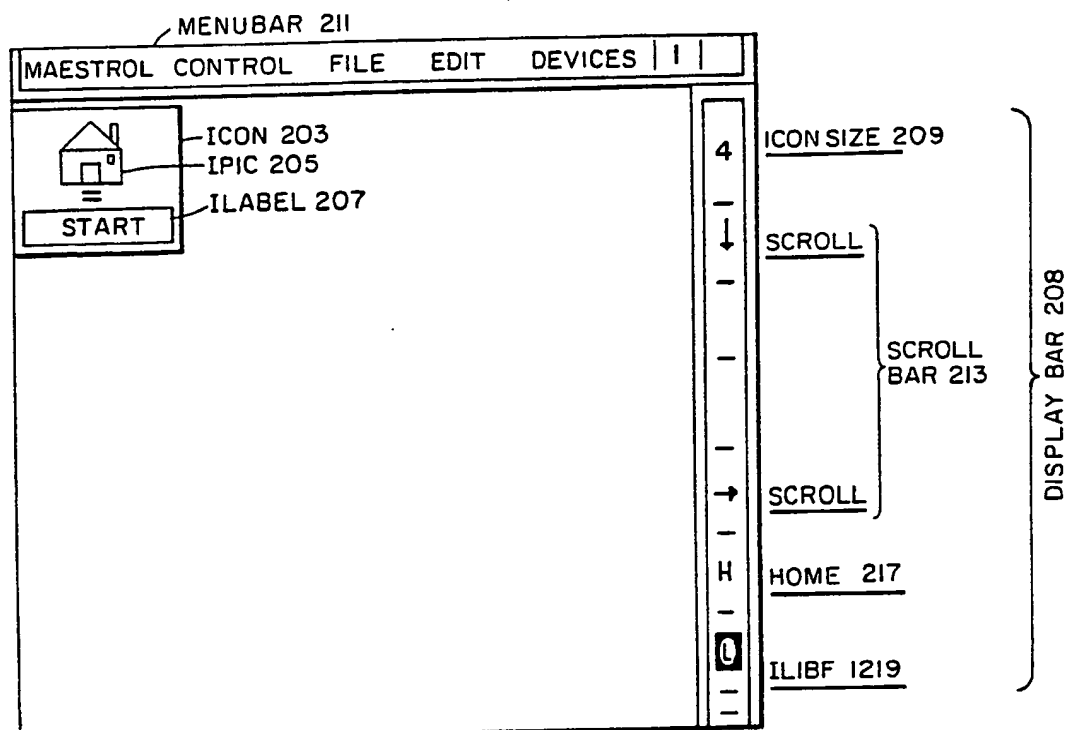 MENUBAR 211
MAESTROL CONTROL FILE EDIT DEVICES | I |
ICON 203
IPIC 205
ILABEL 207
START
4
ICON SIZE 209
SCROLL
SCROLL
BAR 213
SCROLL
H
HOME 217
L
ILIBF 1219
DISPLAY BAR 208